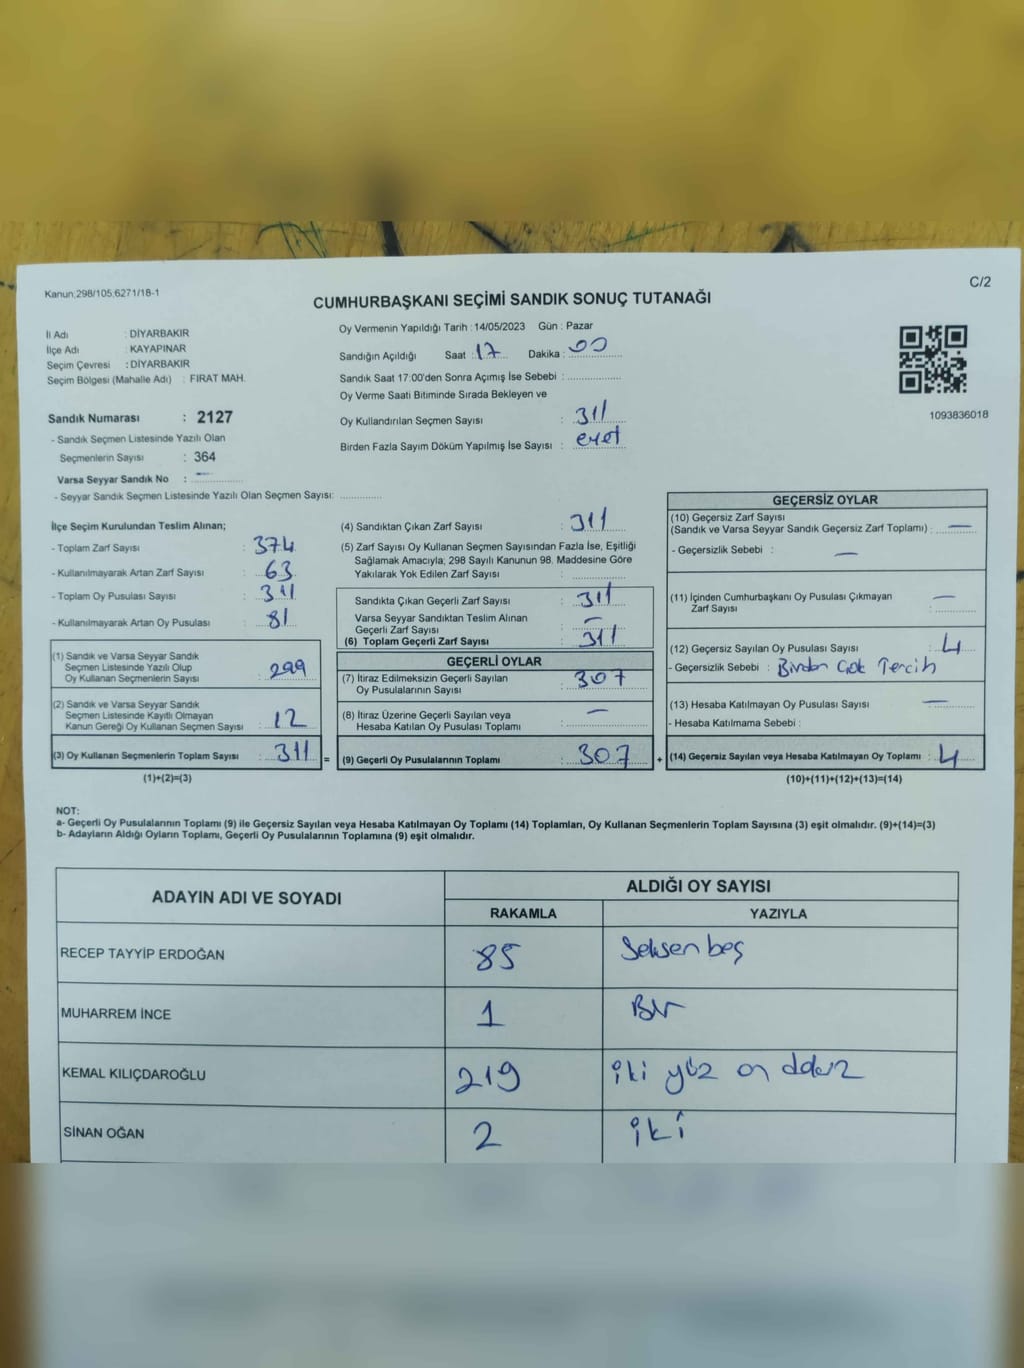 Kanun;298/105;6271/18-1
C/2
CUMHURBAŞKANI SEÇİMİ SANDIK SONUÇ TUTANAĞI
İl Adı : DİYARBAKIR
İlçe Adı : KAYAPINAR
Seçim Çevresi : DİYARBAKIR
Seçim Bölgesi (Mahalle Adı) : FIRAT MAH.
Oy Vermenin Yapıldığı Tarih : 14/05/2023 Gün : Pazar
Sandığın Açıldığı Saat : 17 Dakika : 00
Sandık Saat 17:00'den Sonra Açımış İse Sebebi :
Oy Verme Saati Bitiminde Sırada Bekleyen ve
Oy Kullandırılan Seçmen Sayısı : 311
Birden Fazla Sayım Döküm Yapılmış İse Sayısı : evet
1093836018
Sandık Numarası : 2127
- Sandık Seçmen Listesinde Yazılı Olan
Seçmenlerin Sayısı : 364
Varsa Seyyar Sandık No : —
- Seyyar Sandık Seçmen Listesinde Yazılı Olan Seçmen Sayısı:
İlçe Seçim Kurulundan Teslim Alınan;
- Toplam Zarf Sayısı : 374
- Kullanılmayarak Artan Zarf Sayısı : 63
- Toplam Oy Pusulası Sayısı :
- Kullanılmayarak Artan Oy Pusulası : 81
(1) Sandık ve Varsa Seyyar Sandık
Seçmen Listesinde Yazılı Olup
Oy Kullanan Seçmenlerin Sayısı : 299
(2) Sandık ve Varsa Seyyar Sandık
Seçmen Listesinde Kayıtlı Olmayan
Kanun Gereği Oy Kullanan Seçmen Sayısı : 12
(3) Oy Kullanan Seçmenlerin Toplam Sayısı : 311 =
(1)+(2)=(3)
(4) Sandıktan Çıkan Zarf Sayısı : 311
(5) Zarf Sayısı Oy Kullanan Seçmen Sayısından Fazla İse, Eşitliği
Sağlamak Amacıyla; 298 Sayılı Kanunun 98. Maddesine Göre
Yakılarak Yok Edilen Zarf Sayısı :
Sandıkta Çıkan Geçerli Zarf Sayısı : 311
Varsa Seyyar Sandıktan Teslim Alınan
Geçerli Zarf Sayısı : —
(6) Toplam Geçerli Zarf Sayısı : 311
GEÇERLİ OYLAR
(7) İtiraz Edilmeksizin Geçerli Sayılan
Oy Pusulalarının Sayısı : 307
(8) İtiraz Üzerine Geçerli Sayılan veya
Hesaba Katılan Oy Pusulası Toplamı : —
(9) Geçerli Oy Pusulalarının Toplamı : 307 +
GEÇERSİZ OYLAR
(10) Geçersiz Zarf Sayısı
(Sandık ve Varsa Seyyar Sandık Geçersiz Zarf Toplamı) : —
- Geçersizlik Sebebi : —
(11) İçinden Cumhurbaşkanı Oy Pusulası Çıkmayan
Zarf Sayısı : —
(12) Geçersiz Sayılan Oy Pusulası Sayısı : 4
- Geçersizlik Sebebi : Birden Çok Tercih
(13) Hesaba Katılmayan Oy Pusulası Sayısı : —
- Hesaba Katılmama Sebebi :
(14) Geçersiz Sayılan veya Hesaba Katılmayan Oy Toplamı : 4
(10)+(11)+(12)+(13)=(14)
NOT:
a- Geçerli Oy Pusulalarının Toplamı (9) ile Geçersiz Sayılan veya Hesaba Katılmayan Oy Toplamı (14) Toplamları, Oy Kullanan Seçmenlerin Toplam Sayısına (3) eşit olmalıdır. (9)+(14)=(3)
b- Adayların Aldığı Oyların Toplamı, Geçerli Oy Pusulalarının Toplamına (9) eşit olmalıdır.
ADAYIN ADI VE SOYADI
ALDIĞI OY SAYISI
RAKAMLA YAZIYLA
RECEP TAYYİP ERDOĞAN 85 Seksen beş
MUHARREM İNCE 1 Bir
KEMAL KILIÇDAROĞLU 219 iki yüz on
SİNAN OĞAN 2 iki